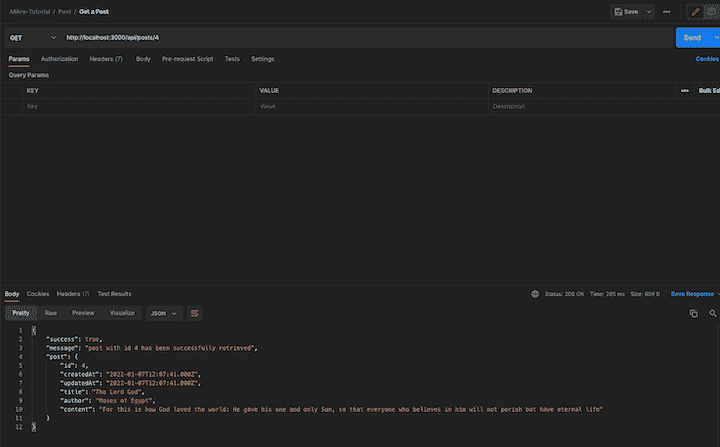 Mikro-Tutorial / Post / Get a Post
Save
GET http://localhost:3000/api/posts/4 Send
Params Authorization Headers (7) Body Pre-request Script Tests Settings Cookies
Query Params
KEY VALUE DESCRIPTION Bulk Ed
Key Value Description
Body Cookies Headers (7) Test Results Status: 200 OK Time: 265 ms Size: 609 B Save Response
Pretty Raw Preview Visualize JSON
1 {
2 "success": true,
3 "message": "post with id 4 has been successfully retrieved",
4 "post": {
5 "id": 4,
6 "createdAt": "2022-01-07T12:07:41.000Z",
7 "updatedAt": "2022-01-07T12:07:41.000Z",
8 "title": "The Lord God",
9 "author": "Moses of Egypt",
10 "content": "For this is how God loved the world: He gave his one and only Son, so that everyone who believes in him will not perish but have eternal life"
11 }
12 }